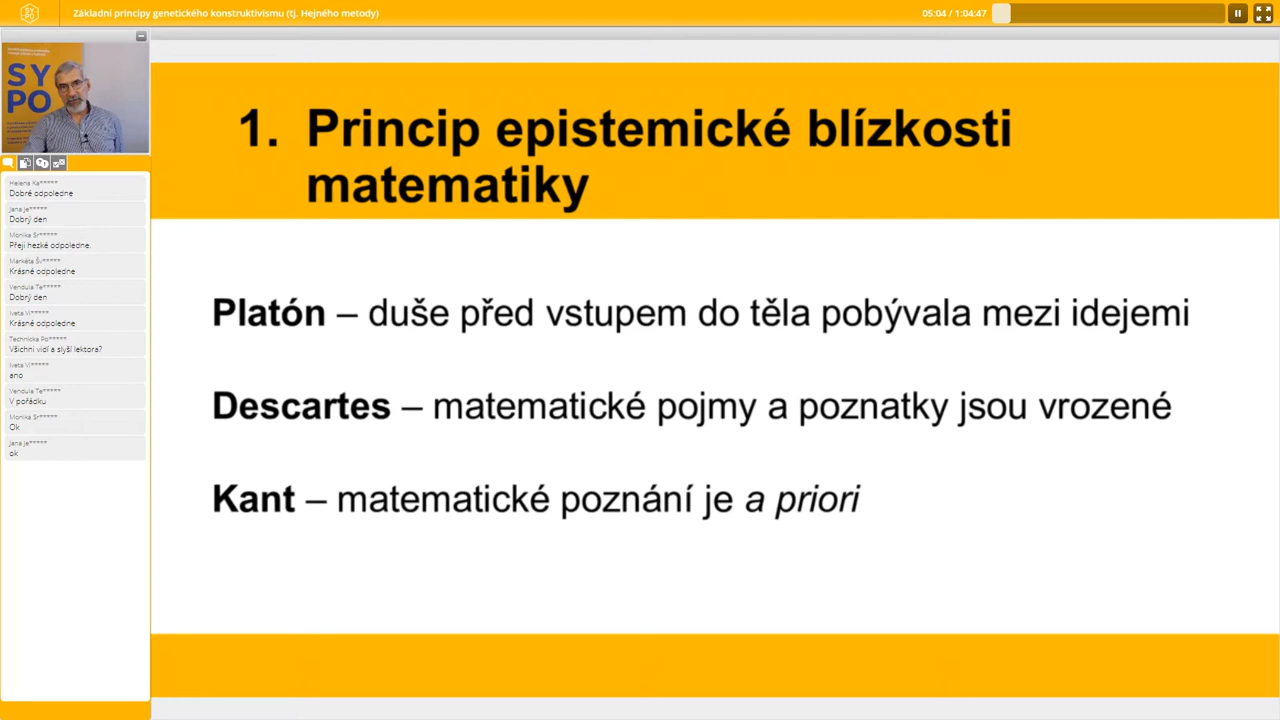 SYPO
Základní principy genetického konstruktivismu (tj. Hejného metody)
05:04 / 1:04:47
SY
PO
Helena Ka*****
Dobré odpoledne
Jana Je*****
Dobrý den
Monika Sr*****
Přeji hezké odpoledne.
Markéta Šv*****
Krásné odpoledne
Vendula Te*****
Dobrý den
Iveta Vi*****
Krásné odpoledne
Technicka Po*****
Všichni vidí a slyší lektora?
Iveta Vi*****
ano
Vendula Te*****
V pořádku
Monika Sr*****
Ok
Jana Je*****
ok
1. Princip epistemické blízkosti
matematiky
Platón – duše před vstupem do těla pobývala mezi idejemi
Descartes – matematické pojmy a poznatky jsou vrozené
Kant – matematické poznání je a priori